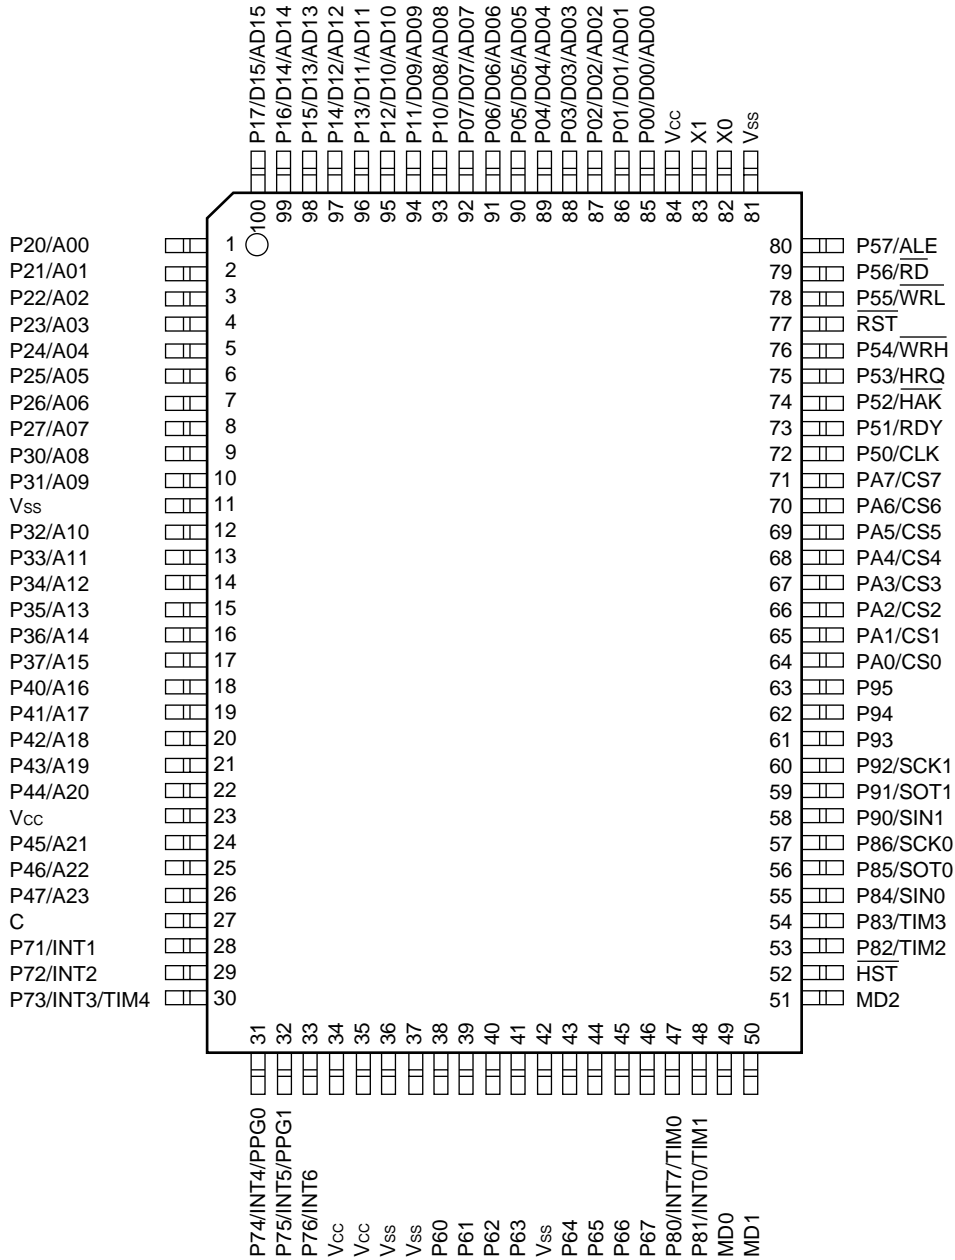 P17/D15/AD15
P16/D14/AD14
P15/D13/AD13
P14/D12/AD12
P13/D11/AD11
P12/D10/AD10
P11/D09/AD09
P10/D08/AD08
P07/D07/AD07
P06/D06/AD06
P05/D05/AD05
P04/D04/AD04
P03/D03/AD03
P02/D02/AD02
P01/D01/AD01
P00/D00/AD00
Vcc
X1
X0
Vss
100
99
98
97
96
95
94
93
92
91
90
89
88
87
86
85
84
83
82
81
P20/A00 1
P21/A01 2
P22/A02 3
P23/A03 4
P24/A04 5
P25/A05 6
P26/A06 7
P27/A07 8
P30/A08 9
P31/A09 10
Vss 11
P32/A10 12
P33/A11 13
P34/A12 14
P35/A13 15
P36/A14 16
P37/A15 17
P40/A16 18
P41/A17 19
P42/A18 20
P43/A19 21
P44/A20 22
Vcc 23
P45/A21 24
P46/A22 25
P47/A23 26
C 27
P71/INT1 28
P72/INT2 29
P73/INT3/TIM4 30
80 P57/ALE
79 P56/RD
78 P55/WRL
77 RST
76 P54/WRH
75 P53/HRQ
74 P52/HAK
73 P51/RDY
72 P50/CLK
71 PA7/CS7
70 PA6/CS6
69 PA5/CS5
68 PA4/CS4
67 PA3/CS3
66 PA2/CS2
65 PA1/CS1
64 PA0/CS0
63 P95
62 P94
61 P93
60 P92/SCK1
59 P91/SOT1
58 P90/SIN1
57 P86/SCK0
56 P85/SOT0
55 P84/SIN0
54 P83/TIM3
53 P82/TIM2
52 HST
51 MD2
31
32
33
34
35
36
37
38
39
40
41
42
43
44
45
46
47
48
49
50
P74/INT4/PPG0
P75/INT5/PPG1
P76/INT6
Vcc
Vcc
Vss
Vss
P60
P61
P62
P63
Vss
P64
P65
P66
P67
P80/INT7/TIM0
P81/INT0/TIM1
MD0
MD1